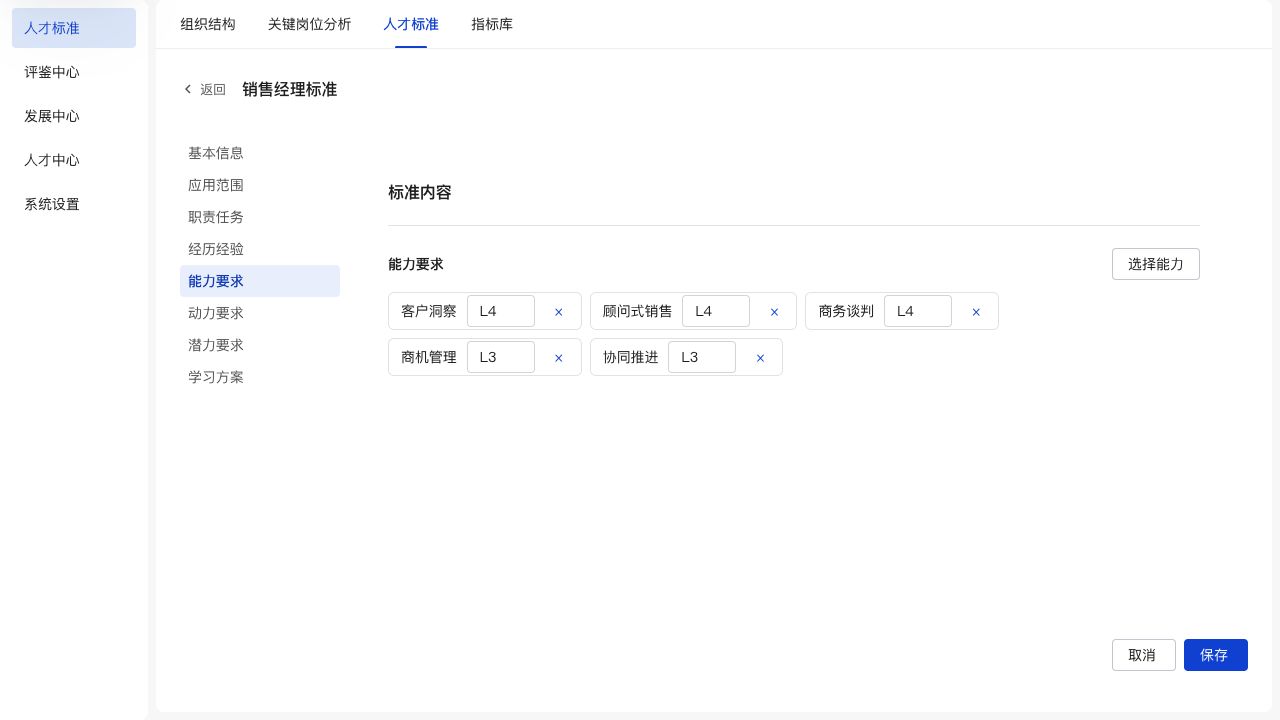 人才标准
评鉴中心
发展中心
人才中心
系统设置
组织结构 关键岗位分析 人才标准 指标库
返回 销售经理标准
基本信息
应用范围
职责任务
经历经验
能力要求
动力要求
潜力要求
学习方案
标准内容
能力要求 选择能力
客户洞察 L4 × 顾问式销售 L4 × 商务谈判 L4 ×
商机管理 L3 × 协同推进 L3 ×
取消 保存